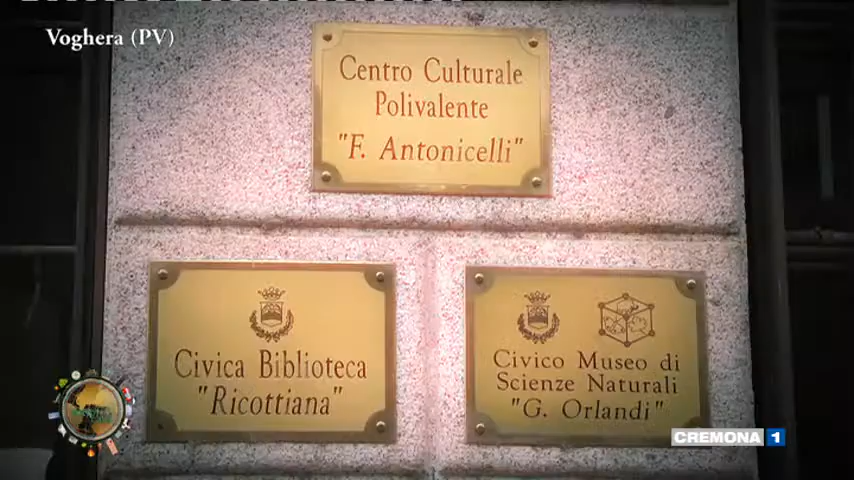 Voghera (PV)
Centro Culturale
Polivalente
"F. Antonicelli"
Civica Biblioteca
"Ricottiana"
Civico Museo di
Scienze Naturali
"G. Orlandi"
CREMONA 1